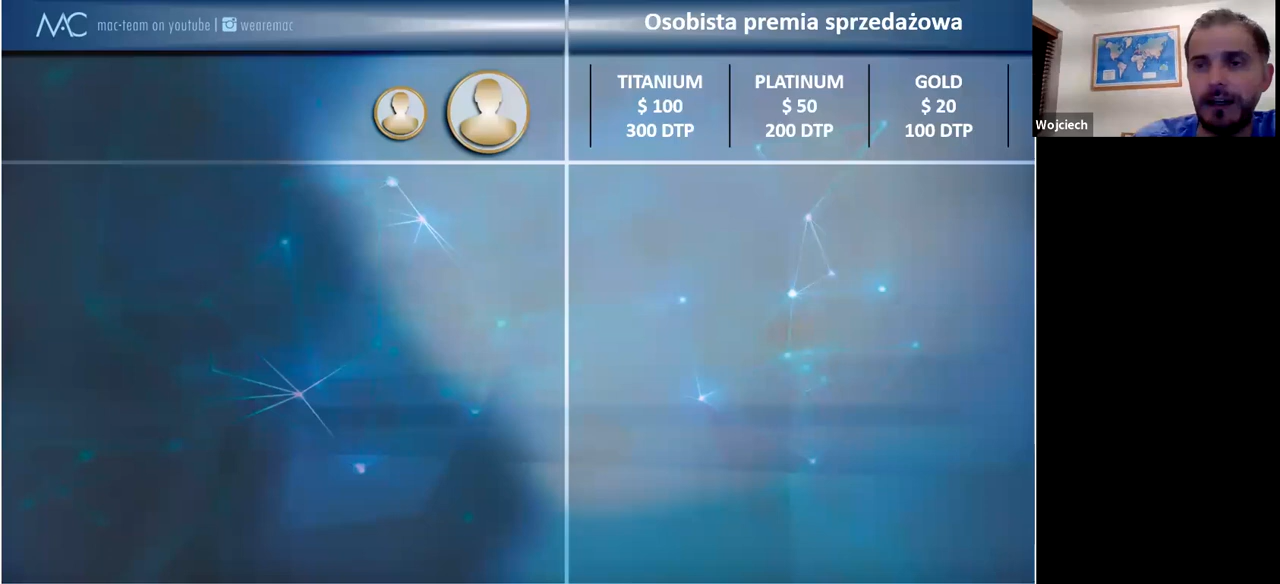 MAC mac-team on youtube | wearemac
Osobista premia sprzedażowa
TITANIUM
$ 100
300 DTP
PLATINUM
$ 50
200 DTP
GOLD
$ 20
100 DTP
Wojciech